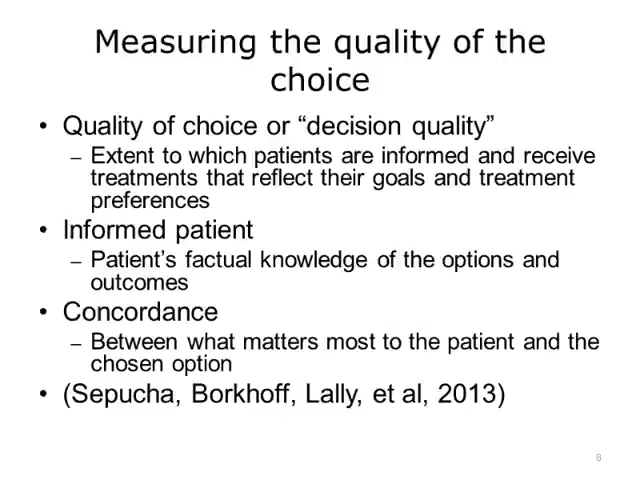 Measuring the quality of the
choice
• Quality of choice or “decision quality”
– Extent to which patients are informed and receive
treatments that reflect their goals and treatment
preferences
• Informed patient
– Patient’s factual knowledge of the options and
outcomes
• Concordance
– Between what matters most to the patient and the
chosen option
• (Sepucha, Borkhoff, Lally, et al, 2013)
8